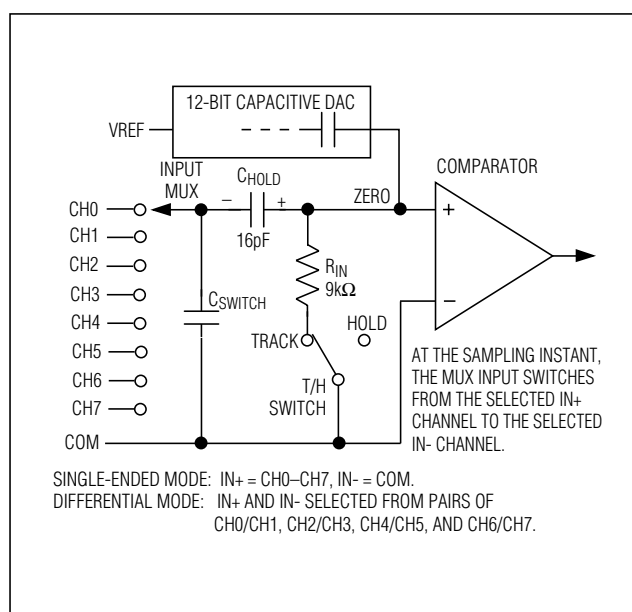 12-BIT CAPACITIVE DAC
VREF
INPUT
MUX
C_HOLD
– +
16pF
ZERO
COMPARATOR
+
–
CH0
CH1
CH2
CH3
CH4
CH5
CH6
CH7
COM
C_SWITCH
R_IN
9kΩ
TRACK
HOLD
T/H
SWITCH
AT THE SAMPLING INSTANT,
THE MUX INPUT SWITCHES
FROM THE SELECTED IN+
CHANNEL TO THE SELECTED
IN- CHANNEL.
SINGLE-ENDED MODE: IN+ = CH0–CH7, IN- = COM.
DIFFERENTIAL MODE: IN+ AND IN- SELECTED FROM PAIRS OF
CH0/CH1, CH2/CH3, CH4/CH5, AND CH6/CH7.